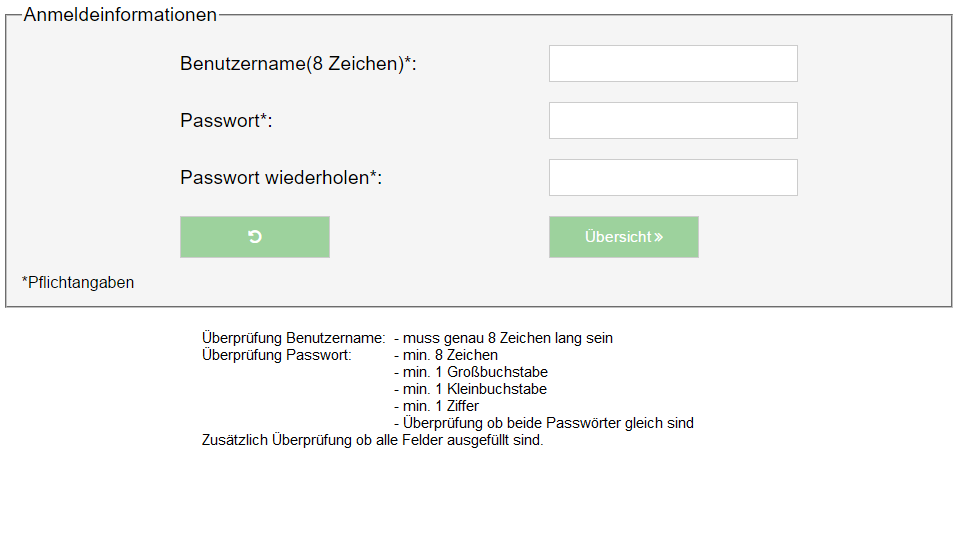 Anmeldeinformationen
Benutzername(8 Zeichen)*:
Passwort*:
Passwort wiederholen*:
Übersicht »
*Pflichtangaben
Überprüfung Benutzername: - muss genau 8 Zeichen lang sein
Überprüfung Passwort: - min. 8 Zeichen
- min. 1 Großbuchstabe
- min. 1 Kleinbuchstabe
- min. 1 Ziffer
- Überprüfung ob beide Passwörter gleich sind
Zusätzlich Überprüfung ob alle Felder ausgefüllt sind.